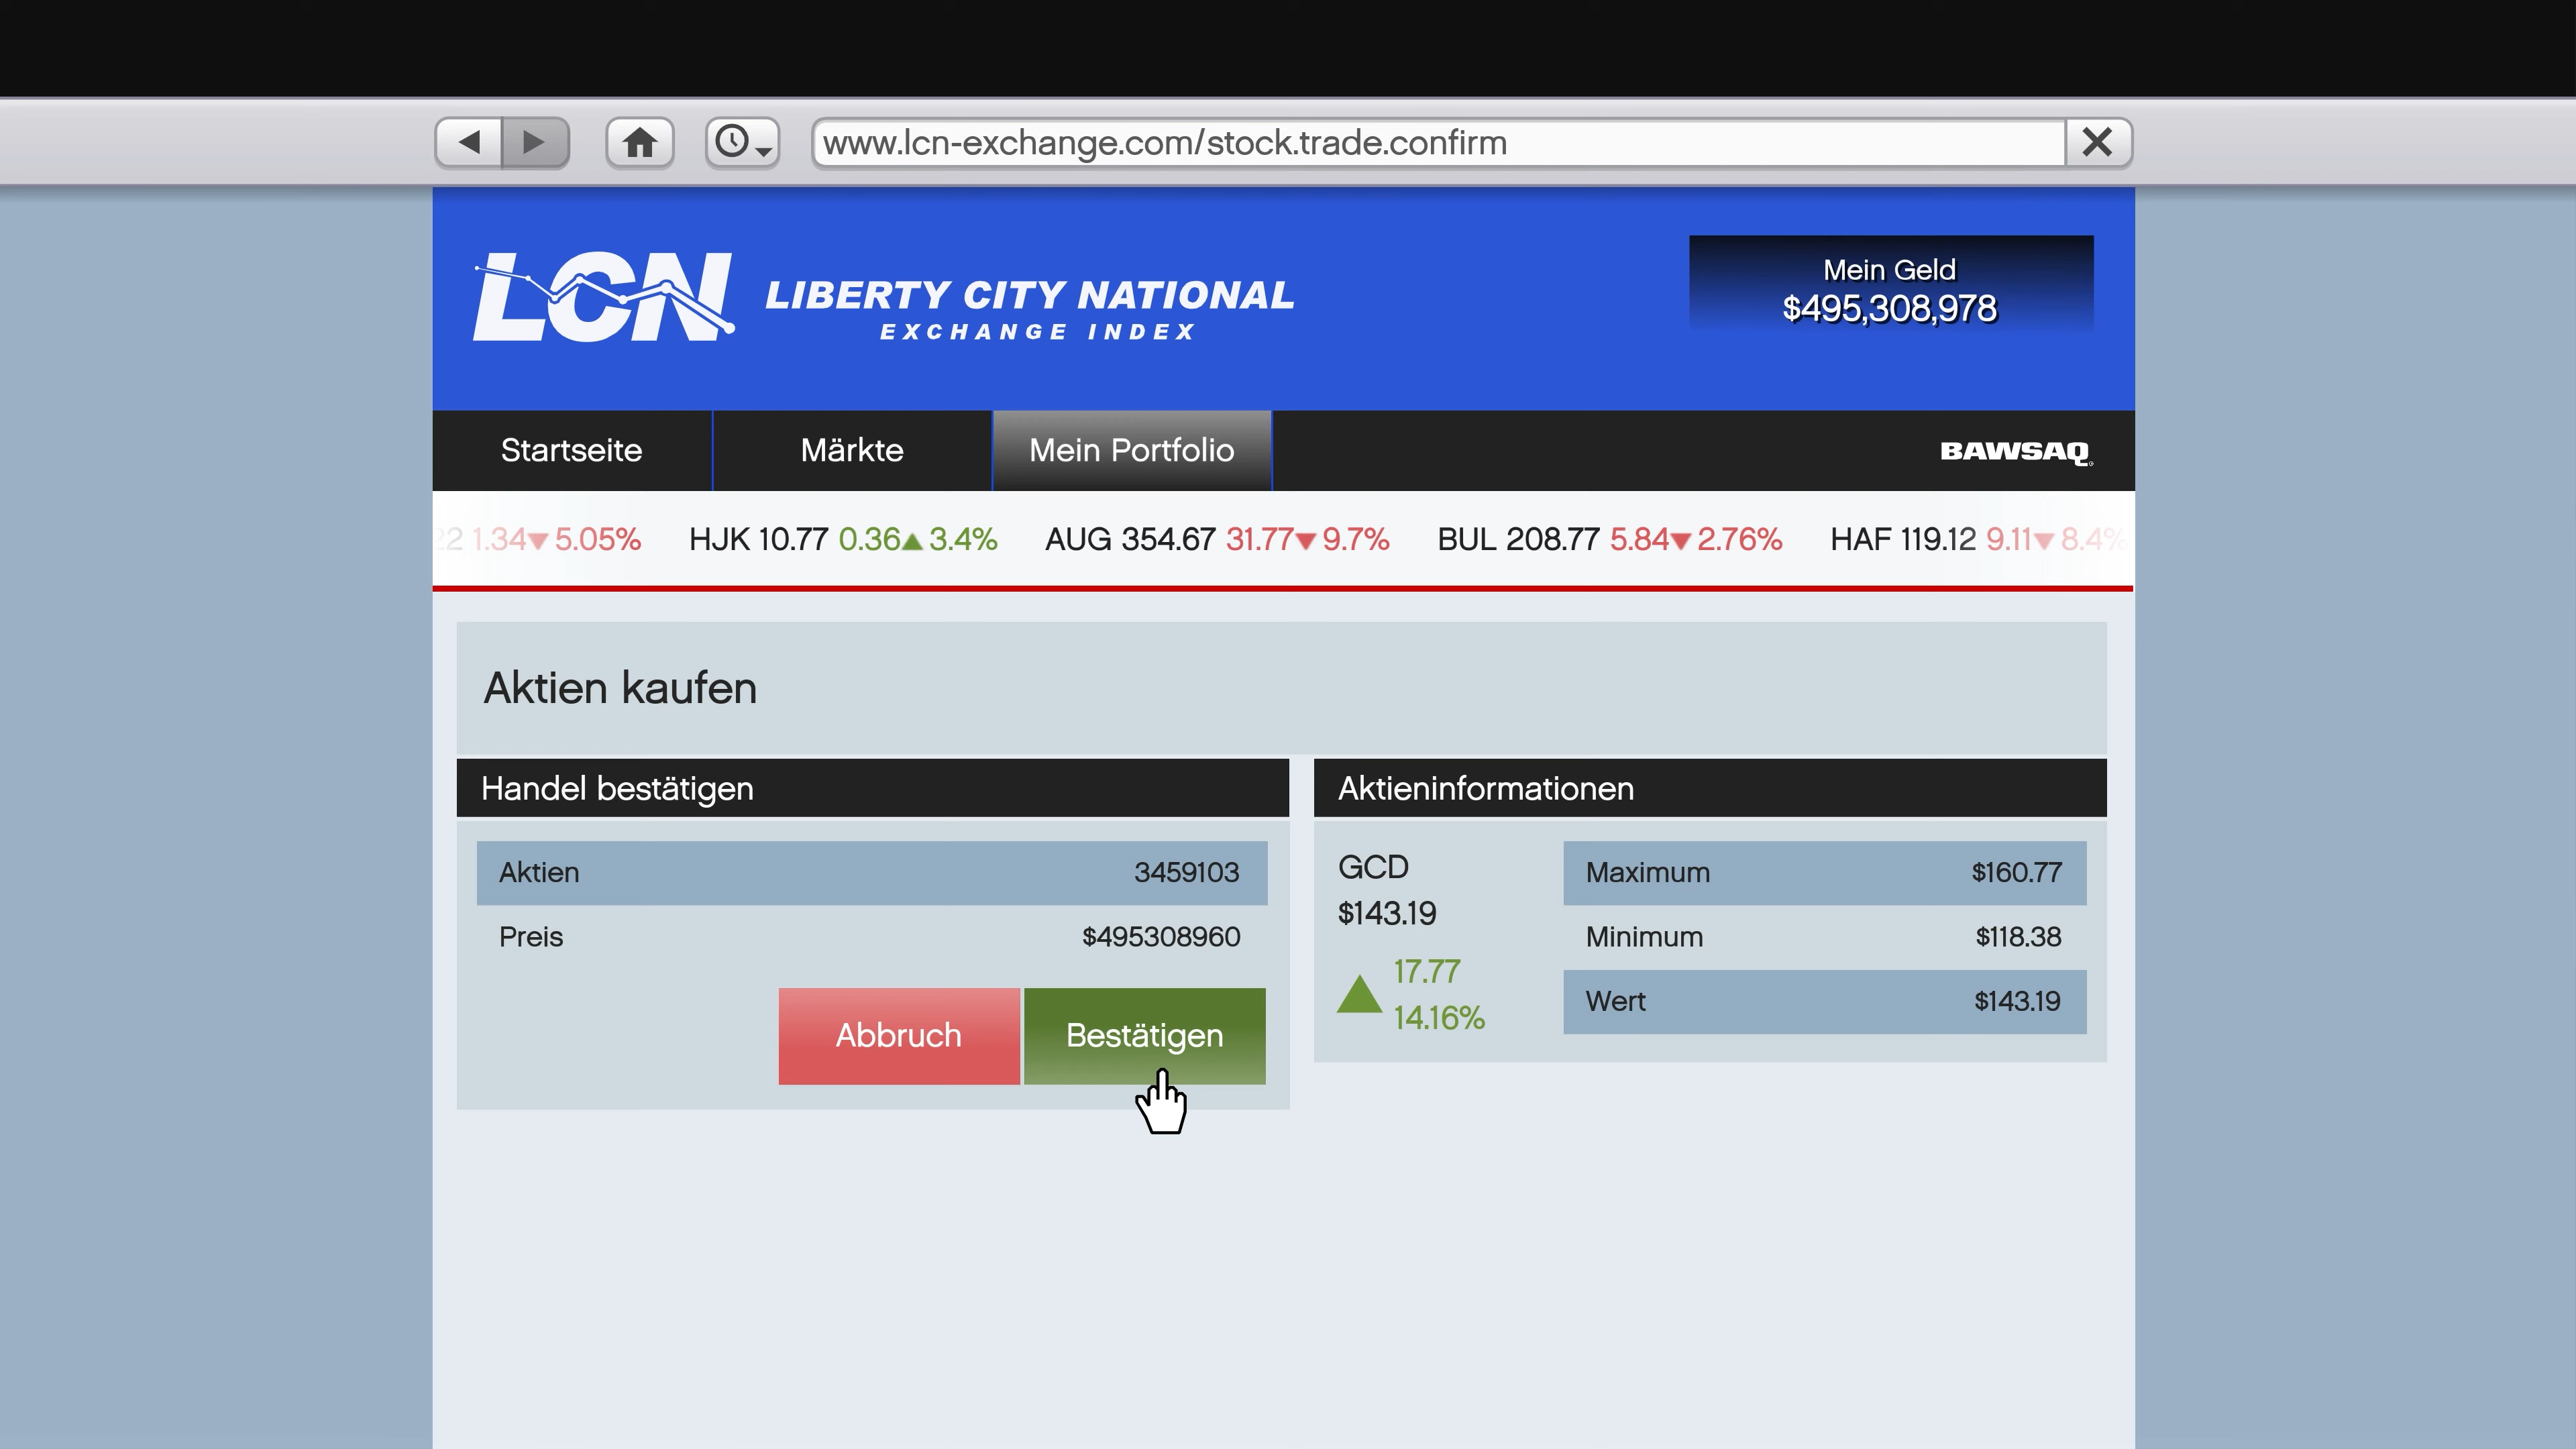 www.lcn-exchange.com/stock.trade.confirm
LCN
LIBERTY CITY NATIONAL
EXCHANGE INDEX
Mein Geld
$495,308,978
Startseite Märkte Mein Portfolio BAWSAQ
22 1.34▼5.05% HJK 10.77 0.36▲3.4% AUG 354.67 31.77▼9.7% BUL 208.77 5.84▼2.76% HAF 119.12 9.11▼8.4%
Aktien kaufen
Handel bestätigen
Aktien 3459103
Preis $495308960
Abbruch Bestätigen
Aktieninformationen
GCD
$143.19
▲ 17.77
14.16%
Maximum $160.77
Minimum $118.38
Wert $143.19